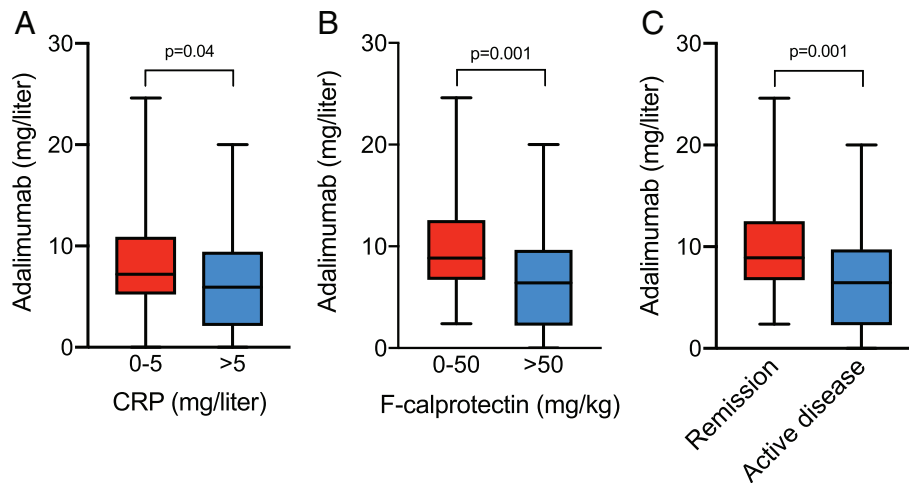 A
Adalimumab (mg/liter)
30
20
10
0
p=0.04
0-5 >5
CRP (mg/liter)
B
Adalimumab (mg/liter)
30
20
10
0
p=0.001
0-50 >50
F-calprotectin (mg/kg)
C
Adalimumab (mg/liter)
30
20
10
0
p=0.001
Remission
Active disease